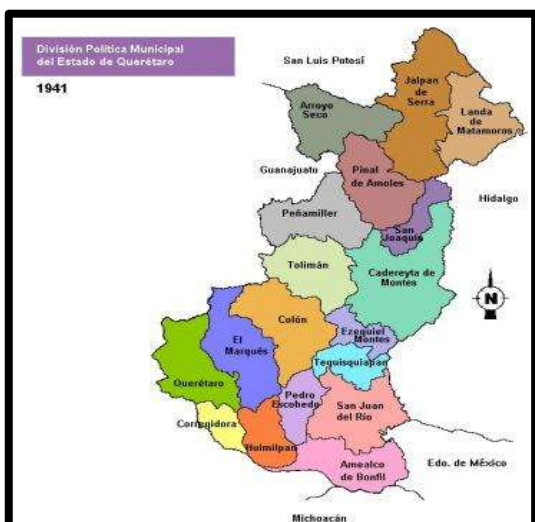 División Política Municipal
del Estado de Querétaro
1941
San Luis Potosí
Jalpan
de
Serra
Arroyo
Seco
Landa
de
Matamoros
Guanajuato
Pinal
de Amoles
Hidalgo
Peñamiller
San
Joaquín
Tolimán
Cadereyta de
Montes
N
Colón
Ezequiel
Montes
El
Marqués
Tequisquiapan
Querétaro
Pedro
Escobedo
San Juan
del Río
Corregidora
Huimilpan
Amealco
de Bonfil
Edo. de México
Michoacán